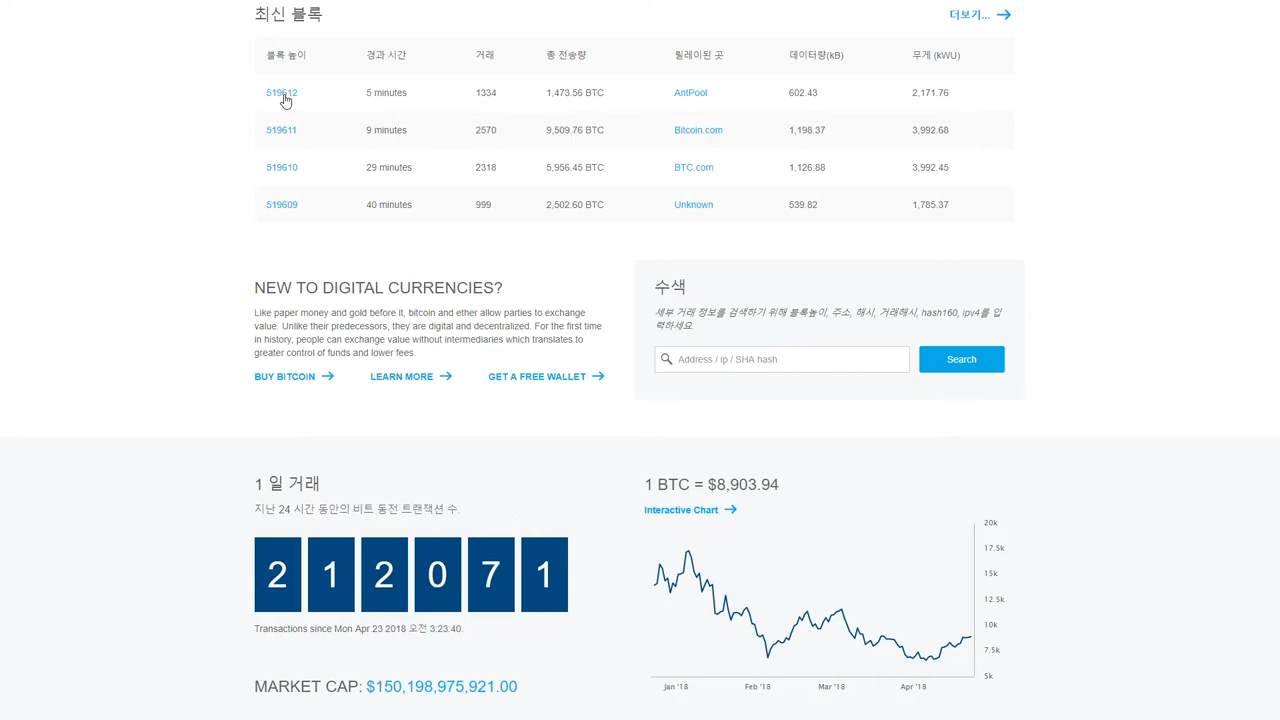 최신 블록
더보기...
블록 높이 경과 시간 거래 총 전송량 릴레이된 곳 데이터량(kB) 무게 (kWU)
519612 5 minutes 1334 1,473.56 BTC AntPool 602.43 2,171.76
519611 9 minutes 2570 9,509.76 BTC Bitcoin.com 1,198.37 3,992.68
519610 29 minutes 2318 5,956.45 BTC BTC.com 1,126.88 3,992.45
519609 40 minutes 999 2,502.60 BTC Unknown 539.82 1,785.37
NEW TO DIGITAL CURRENCIES?
Like paper money and gold before it, bitcoin and ether allow parties to exchange
value. Unlike their predecessors, they are digital and decentralized. For the first time
in history, people can exchange value without intermediaries which translates to
greater control of funds and lower fees.
BUY BITCOIN LEARN MORE GET A FREE WALLET
수색
세부 거래 정보를 검색하기 위해 블록높이, 주소, 해시, 거래해시, hash160, ipv4를 입
력하세요.
Address / ip / SHA hash
Search
1 일 거래
지난 24 시간 동안의 비트 동전 트랜잭션 수.
2 1 2 0 7 1
Transactions since Mon Apr 23 2018 오전 3:23:40.
MARKET CAP: $150,198,975,921.00
1 BTC = $8,903.94
Interactive Chart
20k
17.5k
15k
12.5k
10k
7.5k
5k
Jan '18 Feb '18 Mar '18 Apr '18